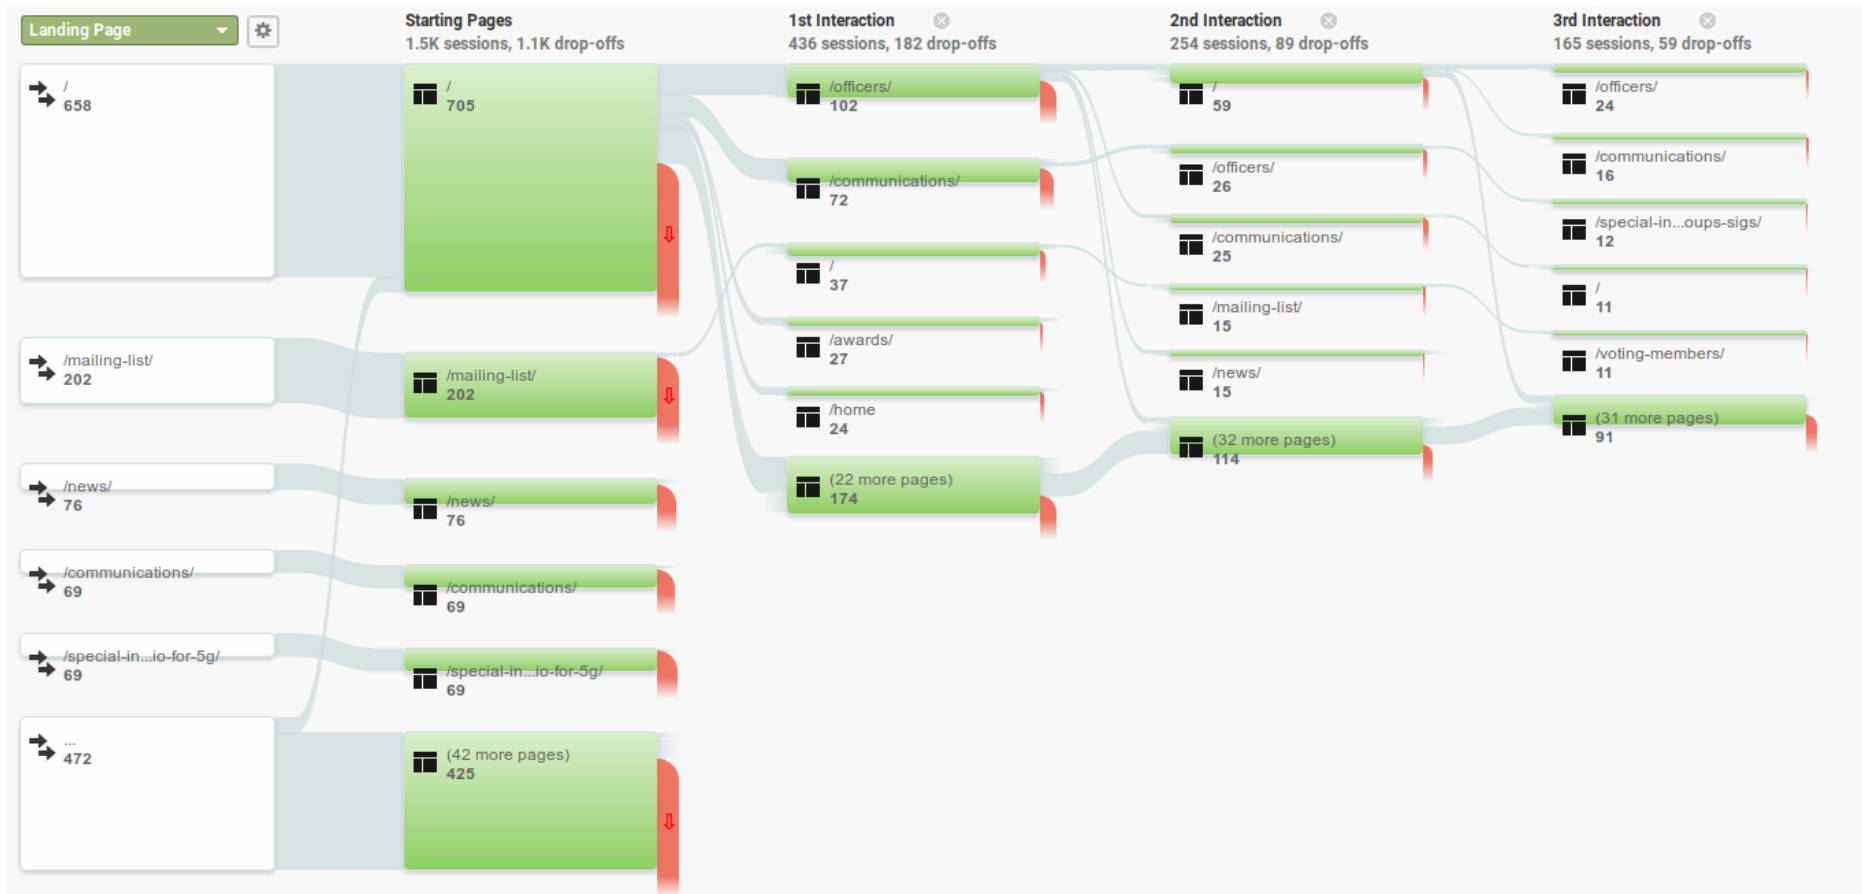 Landing Page
/
658
/mailing-list/
202
/news/
76
/communications/
69
/special-in...io-for-5g/
69
...
472
Starting Pages
1.5K sessions, 1.1K drop-offs
/
705
/mailing-list/
202
/news/
76
/communications/
69
/special-in...io-for-5g/
69
(42 more pages)
425
1st Interaction
436 sessions, 182 drop-offs
/officers/
102
/communications/
72
/
37
/awards/
27
/home
24
(22 more pages)
174
2nd Interaction
254 sessions, 89 drop-offs
/
59
/officers/
26
/communications/
25
/mailing-list/
15
/news/
15
(32 more pages)
114
3rd Interaction
165 sessions, 59 drop-offs
/officers/
24
/communications/
16
/special-in...oups-sigs/
12
/
11
/voting-members/
11
(31 more pages)
91